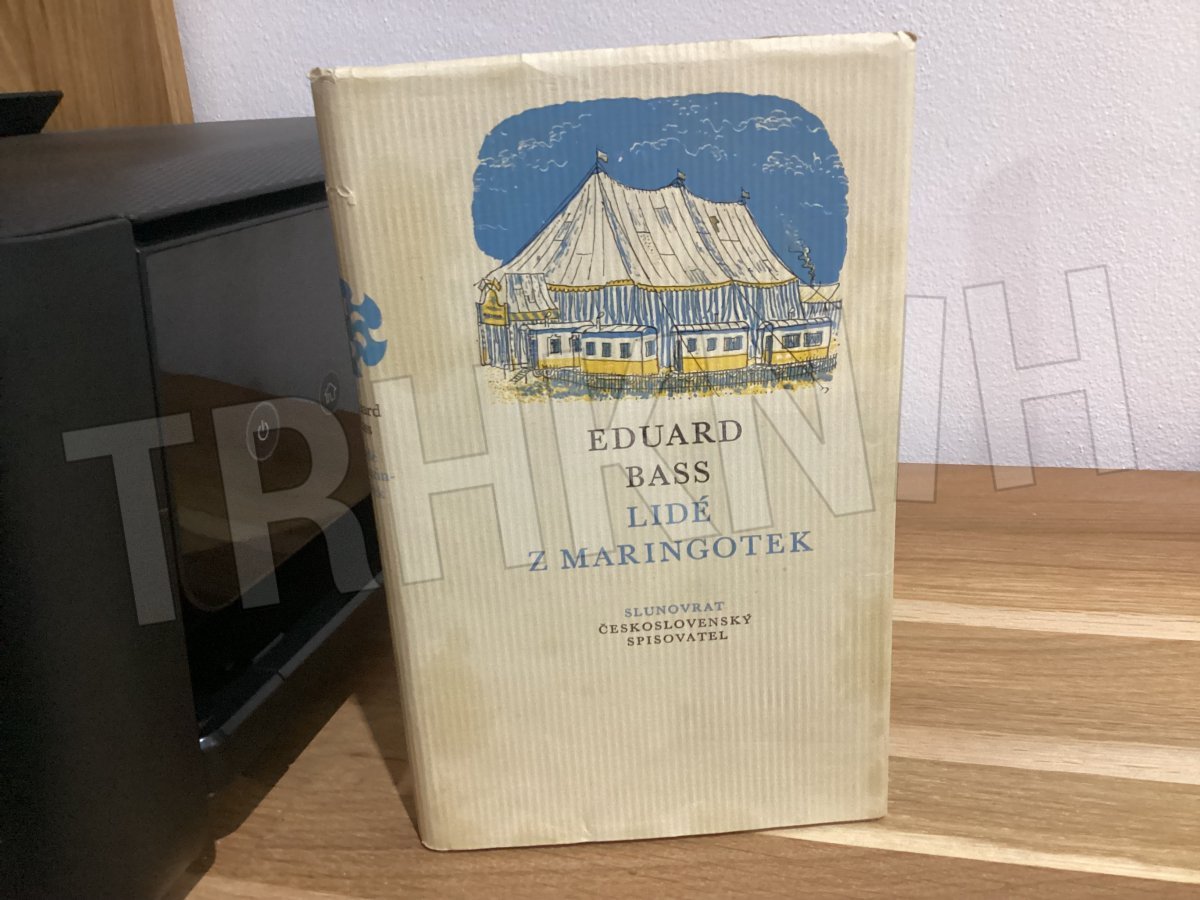 EDUARD
BASS
LIDÉ
Z MARINGOTEK
SLUNOVRAT
ČESKOSLOVENSKÝ
SPISOVATEL
TRHKNIH